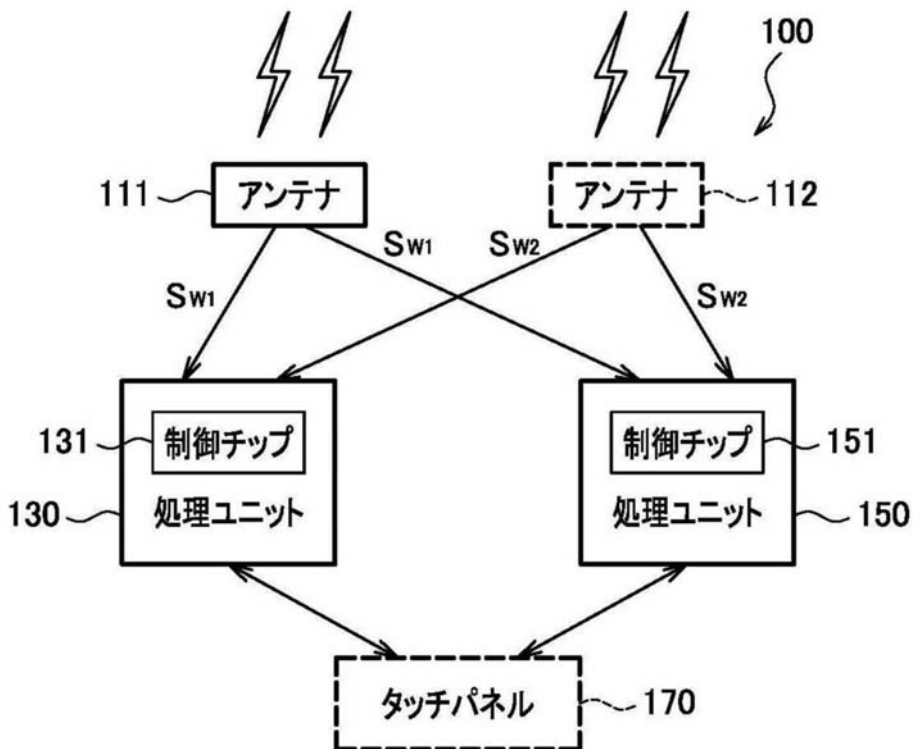 100
111 アンテナ アンテナ 112
SW1 SW2
SW1 SW2
131 制御チップ 制御チップ 151
130 処理ユニット 処理ユニット 150
タッチパネル 170